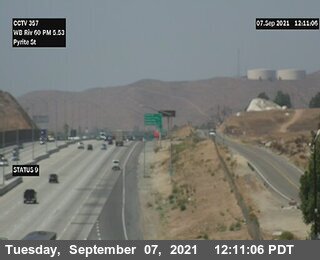 CCTV 357
WB Riv 60 PM 5.53
Pyrite St
07.Sep 2021 12:11:06
STATUS 9
Tuesday, September 07, 2021 12:11:06 PDT